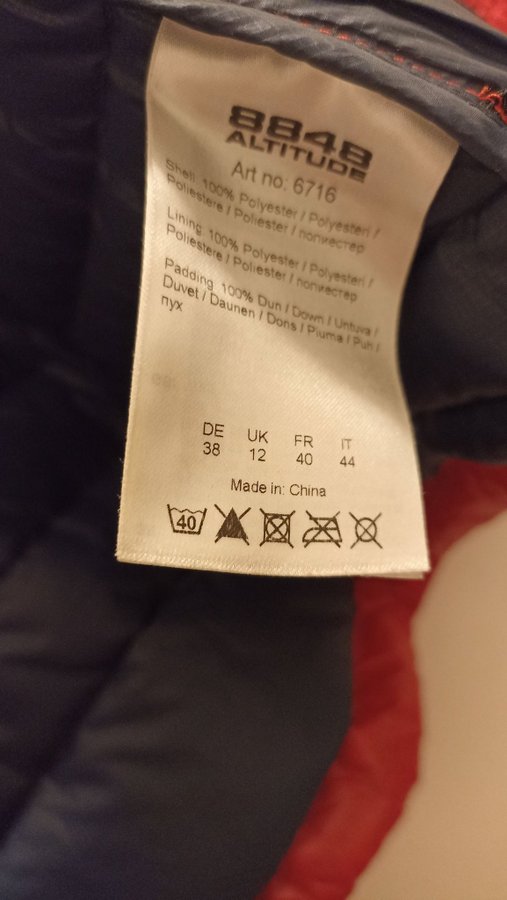 8848
ALTITUDE
Art no: 6716
Shell: 100% Polyester / Polyesteri /
Poliestere / Poliester / полиестер
Lining: 100% Polyester / Polyesteri /
Poliestere / Poliester / полиестер
Padding: 100% Dun / Down / Untuva /
Duvet / Daunen / Dons / Piuma / Puh /
пух
DE UK FR IT
38 12 40 44
Made in: China
40